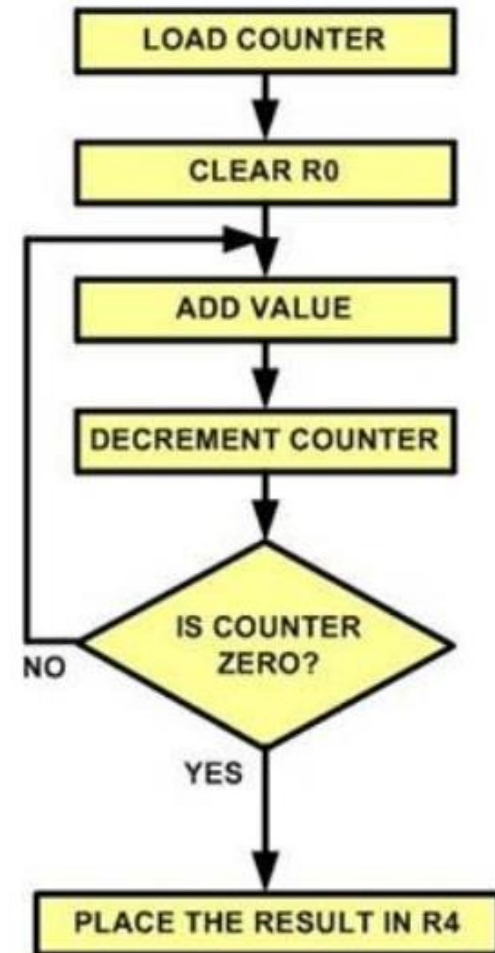 LOAD COUNTER
CLEAR R0
ADD VALUE
DECREMENT COUNTER
IS COUNTER
ZERO?
NO
YES
PLACE THE RESULT IN R4